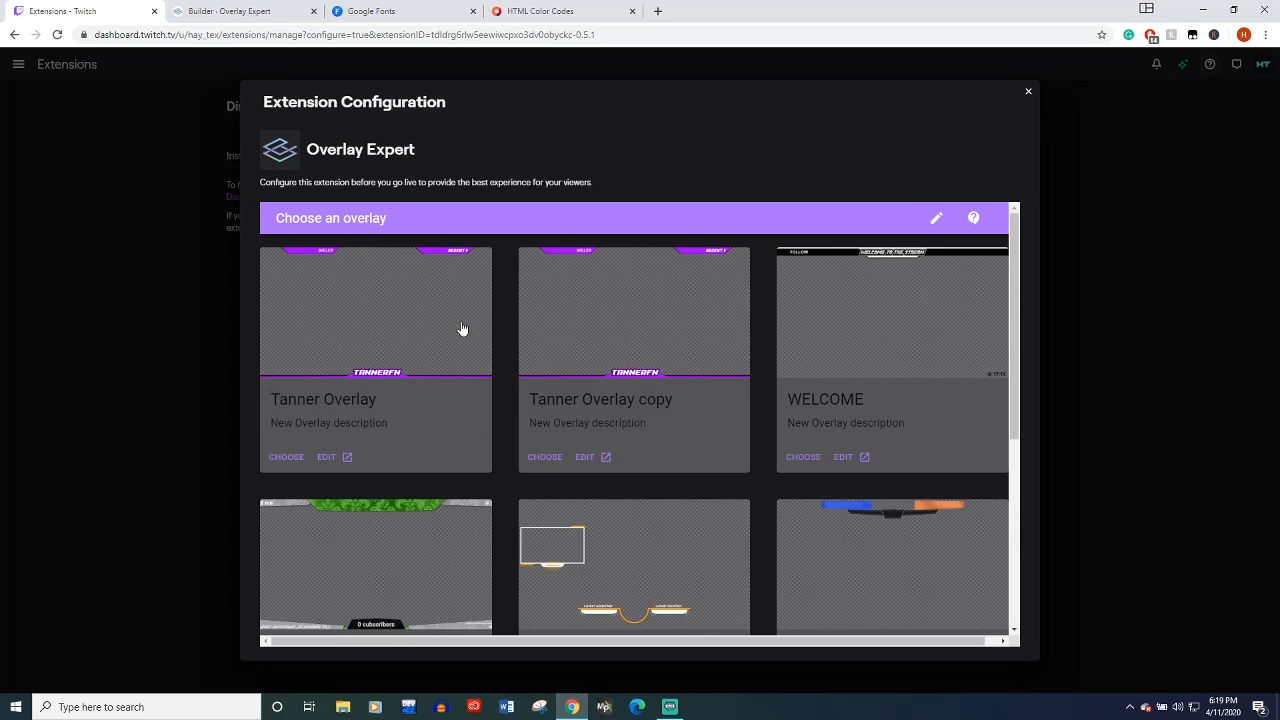 Extensions - Twitch
Builder - Overlay Expert
Google Fonts
HTML Color Codes
dashboard.twitch.tv/u/hay_tex/extensions/manage?configure=true&extensionID=tdldrg6rlw5eewiwcpxo3dv0obyckc-0.5.1
14
H
Extensions
HT
Extension Configuration
Overlay Expert
Configure this extension before you go live to provide the best experience for your viewers.
Choose an overlay
TANNERFN
TANNERFN
FOLLOW
WELCOME TO THE STREAM
Tanner Overlay
Tanner Overlay copy
WELCOME
New Overlay description
New Overlay description
New Overlay description
CHOOSE EDIT
CHOOSE EDIT
CHOOSE EDIT
0 subscribers
Type here to search
6:19 PM
4/11/2020